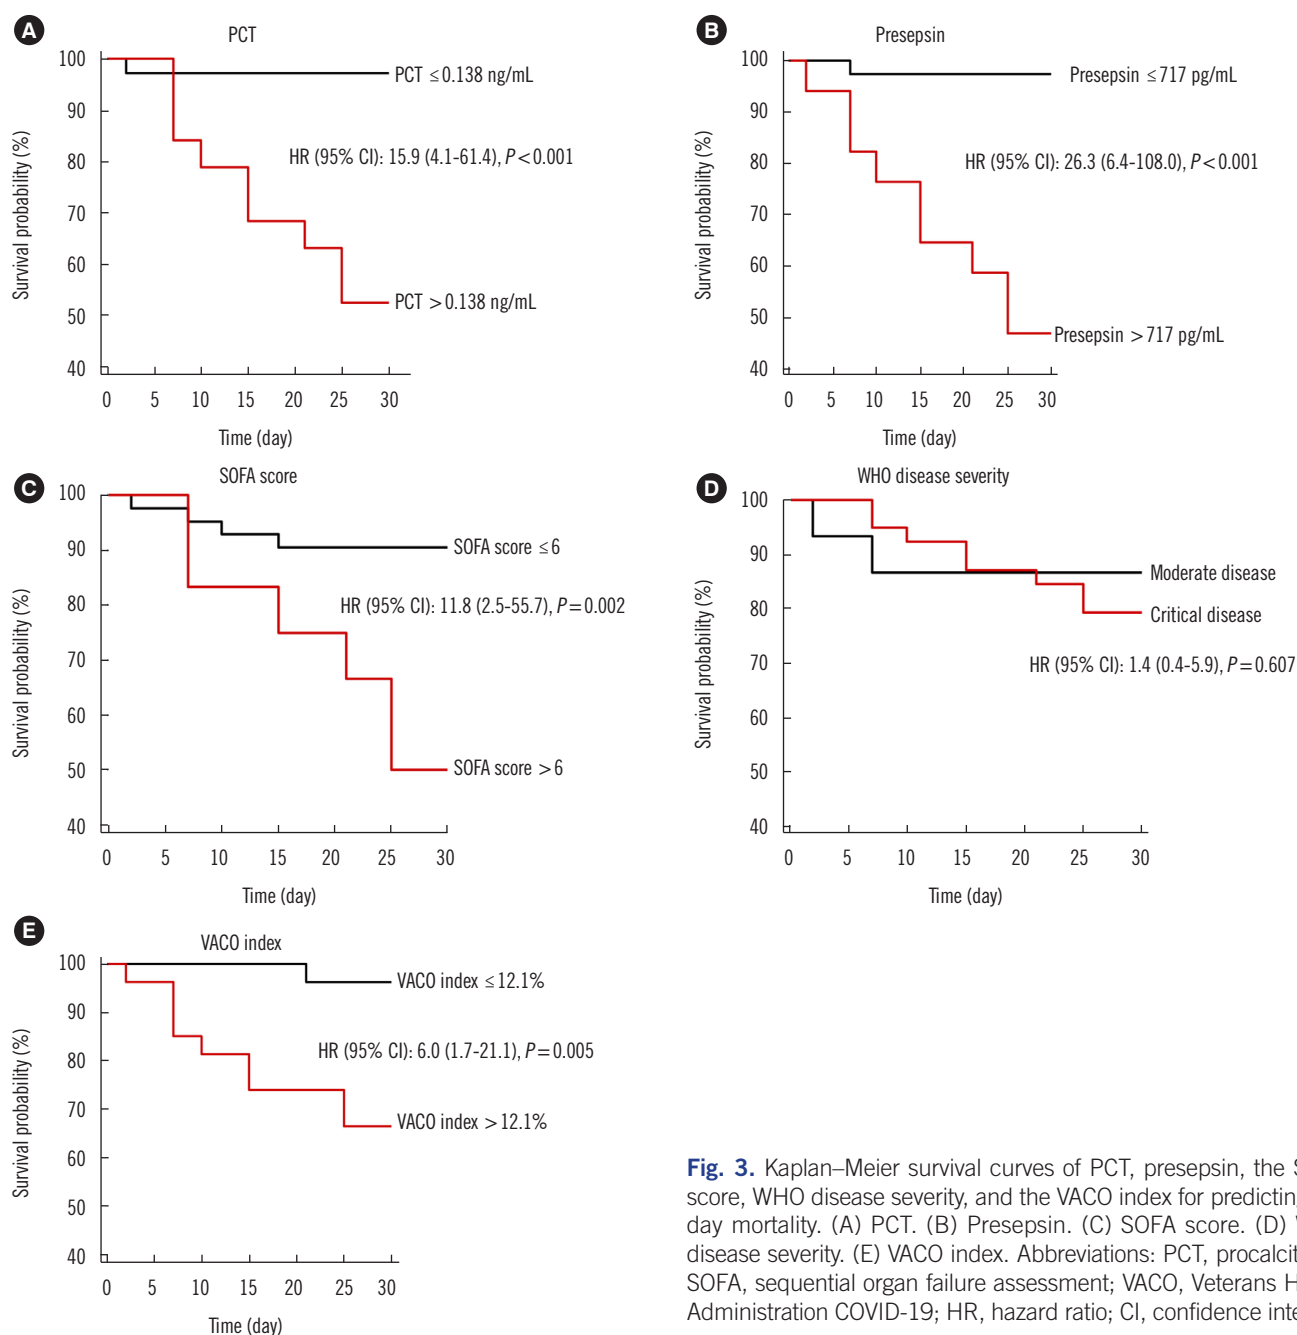 A
PCT
100
90
80
70
60
50
40
Survival probability (%)
PCT ≤0.138 ng/mL
HR (95% CI): 15.9 (4.1-61.4), P<0.001
PCT >0.138 ng/mL
0 5 10 15 20 25 30
Time (day)
B
Presepsin
100
90
80
70
60
50
40
Survival probability (%)
Presepsin ≤717 pg/mL
HR (95% CI): 26.3 (6.4-108.0), P<0.001
Presepsin >717 pg/mL
0 5 10 15 20 25 30
Time (day)
C
SOFA score
100
90
80
70
60
50
40
Survival probability (%)
SOFA score ≤6
HR (95% CI): 11.8 (2.5-55.7), P=0.002
SOFA score >6
0 5 10 15 20 25 30
Time (day)
D
WHO disease severity
100
90
80
70
60
50
40
Survival probability (%)
Moderate disease
Critical disease
HR (95% CI): 1.4 (0.4-5.9), P=0.607
0 5 10 15 20 25 30
Time (day)
E
VACO index
100
90
80
70
60
50
40
Survival probability (%)
VACO index ≤12.1%
HR (95% CI): 6.0 (1.7-21.1), P=0.005
VACO index >12.1%
0 5 10 15 20 25 30
Time (day)
Fig. 3. Kaplan–Meier survival curves of PCT, presepsin, the
score, WHO disease severity, and the VACO index for predicting
day mortality. (A) PCT. (B) Presepsin. (C) SOFA score. (D)
disease severity. (E) VACO index. Abbreviations: PCT, procalcit
SOFA, sequential organ failure assessment; VACO, Veterans H
Administration COVID-19; HR, hazard ratio; CI, confidence inte